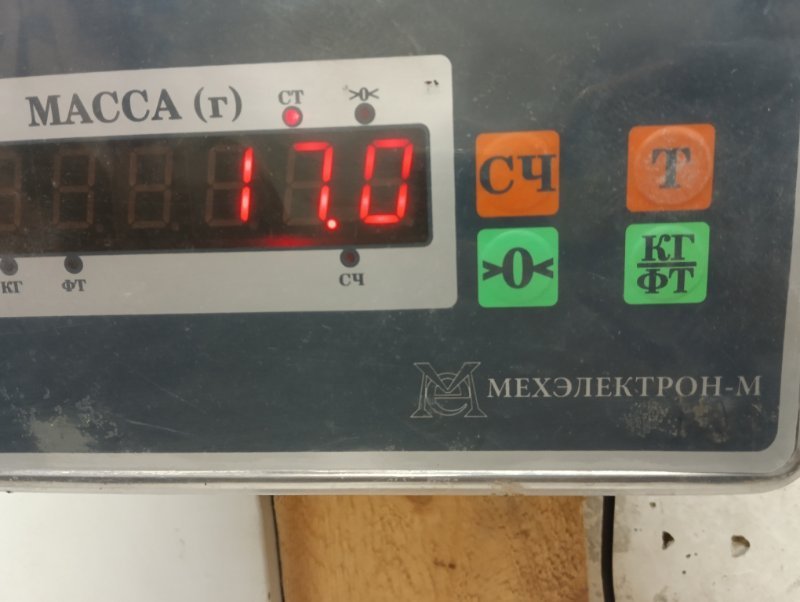 МАССА (г)
СТ >0<
17.0
КГ ФТ СЧ
СЧ Т
>0< КГ
ФТ
МЕХЭЛЕКТРОН-М